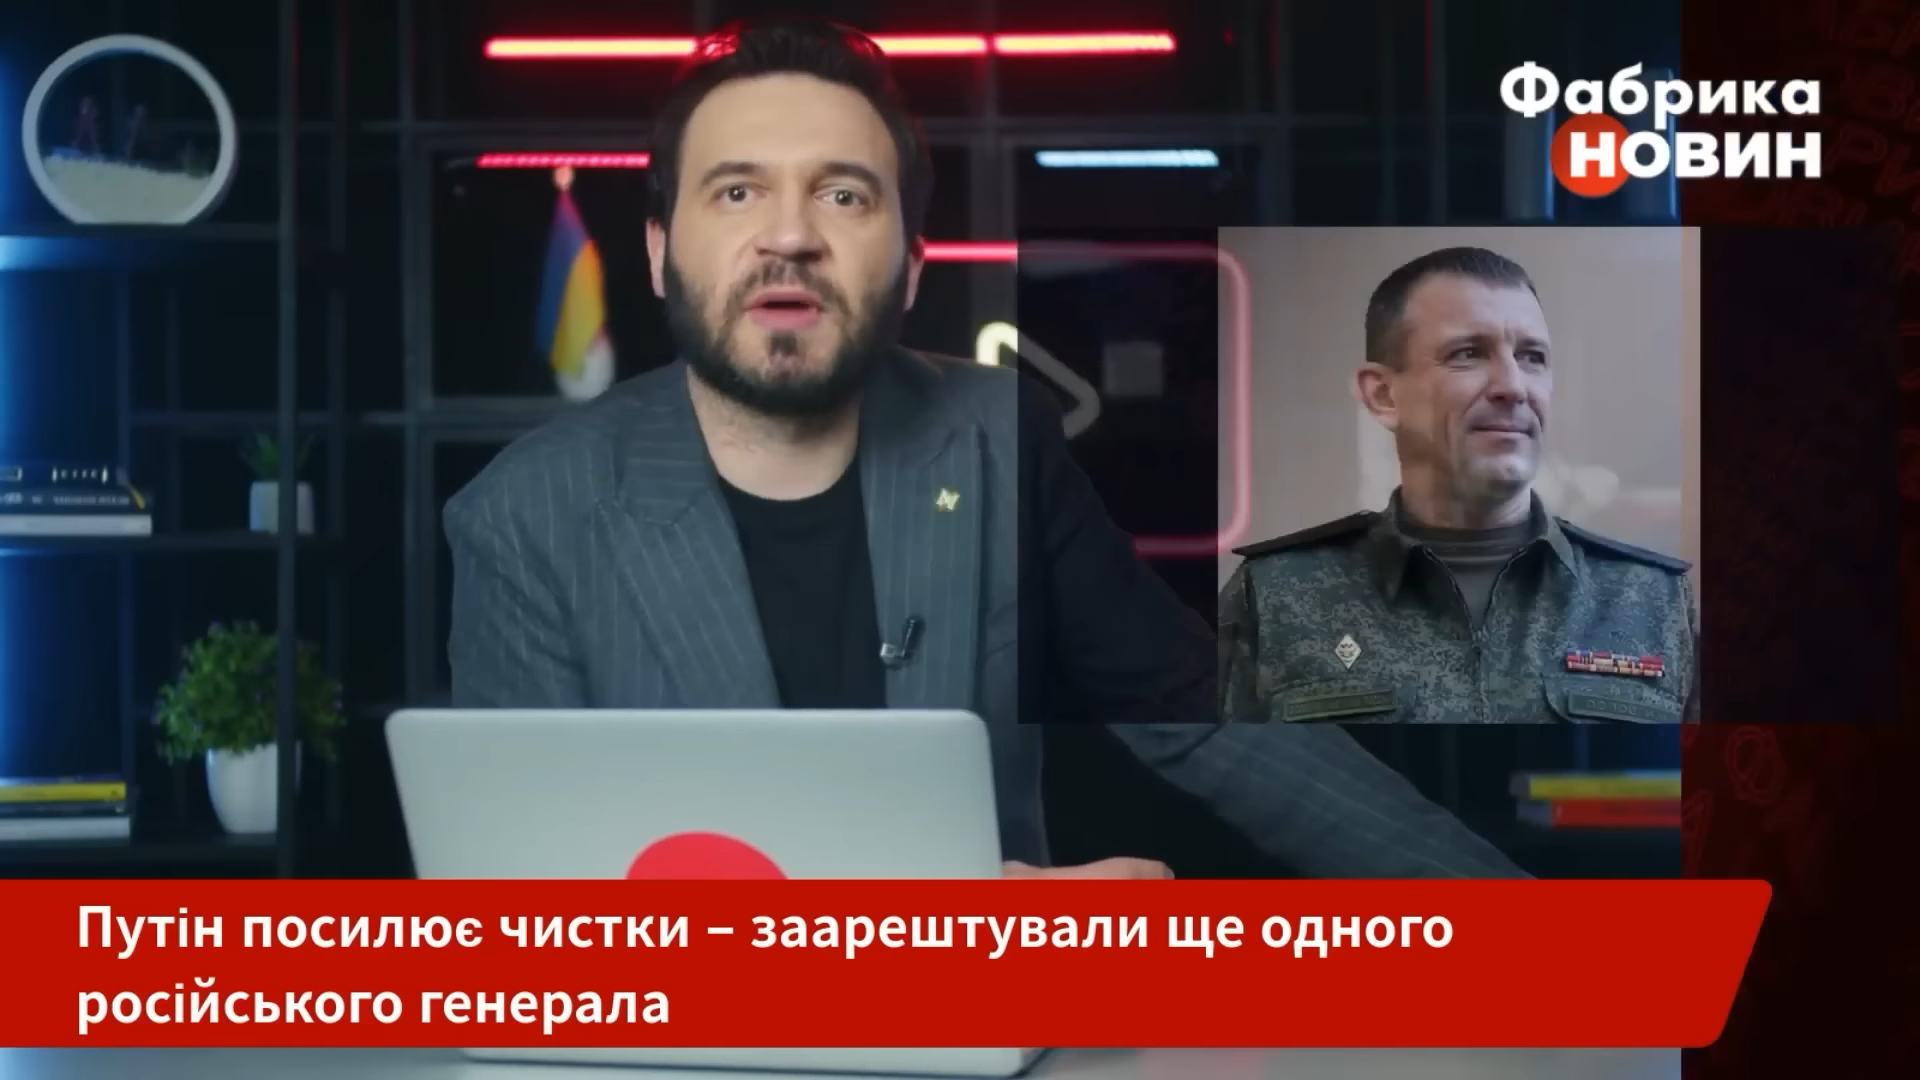 Фабрика
новин
Путін посилює чистки – заарештували ще одного
російського генерала